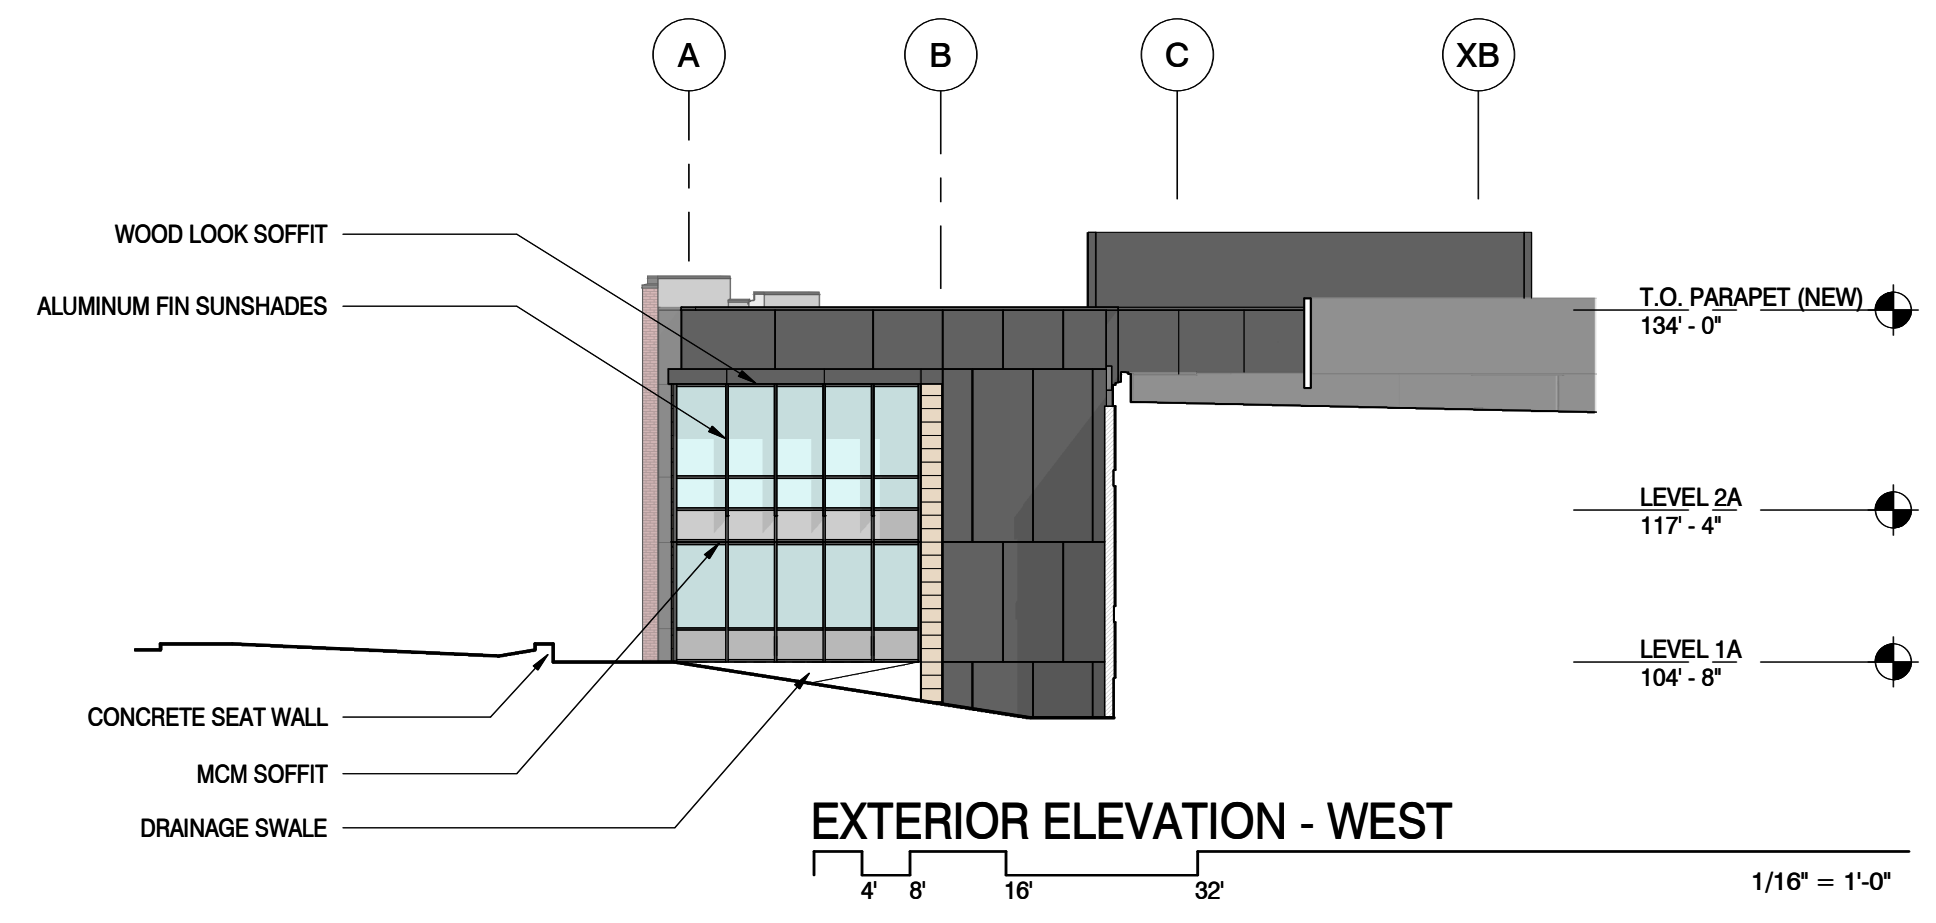 A
B
C
XB
WOOD LOOK SOFFIT
ALUMINUM FIN SUNSHADES
T.O. PARAPET (NEW)
134' - 0"
LEVEL 2A
117' - 4"
LEVEL 1A
104' - 8"
CONCRETE SEAT WALL
MCM SOFFIT
DRAINAGE SWALE
EXTERIOR ELEVATION - WEST
4' 8' 16' 32'
1/16" = 1'-0"